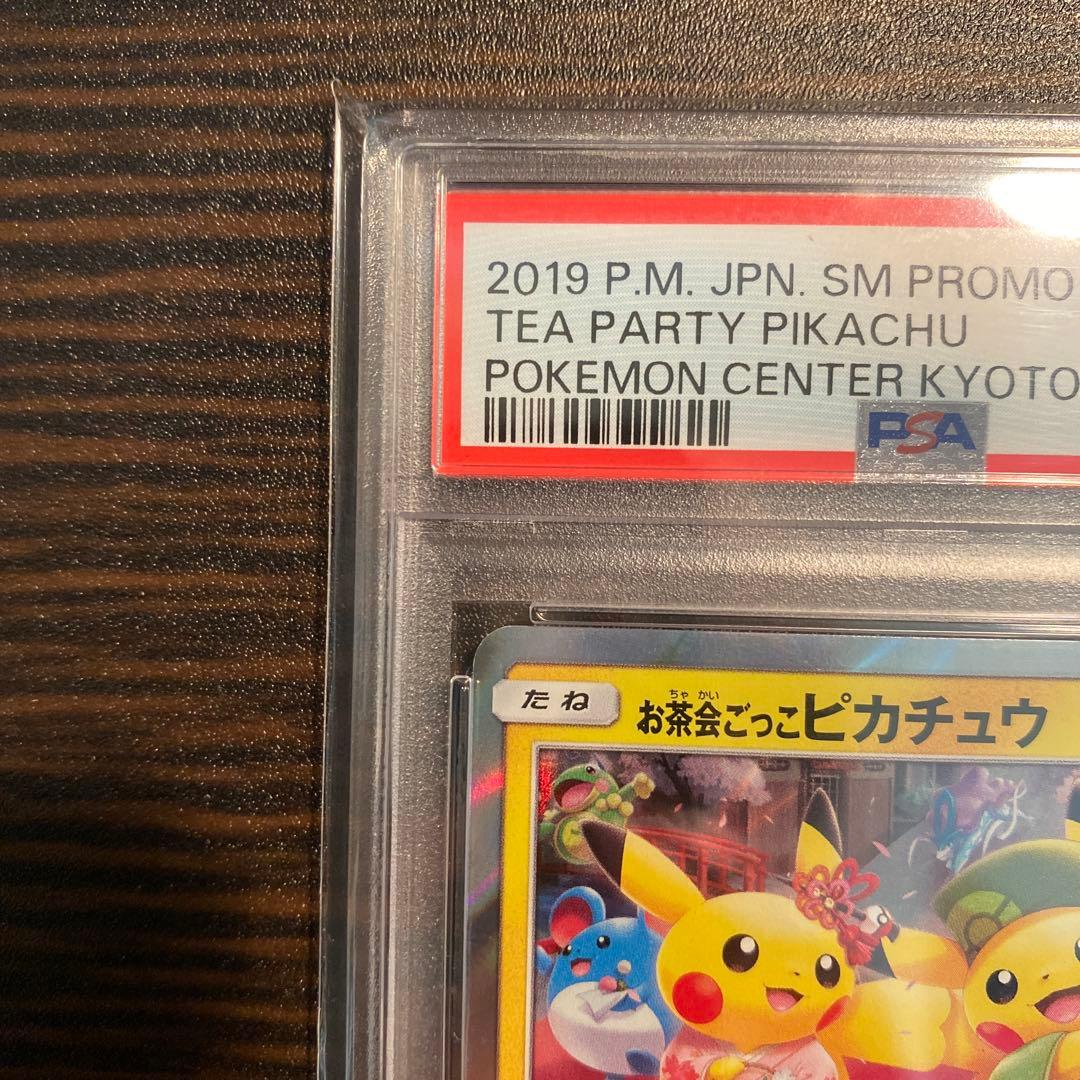 2019 P.M. JPN. SM PROMO
TEA PARTY PIKACHU
POKEMON CENTER KYOTO
PSA
たね
ちゃ かい
お茶会ごっこピカチュウ